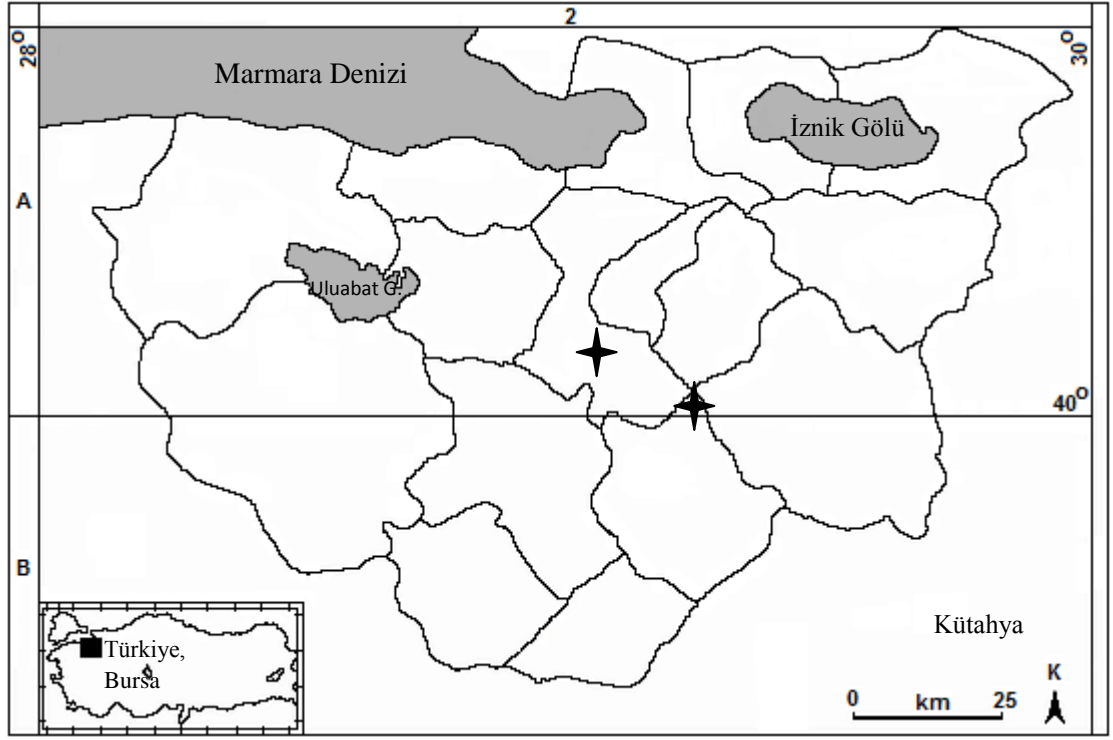 2
28°
30°
Marmara Denizi
İznik Gölü
A
Uluabat G.
40°
B
Kütahya
Türkiye,
Bursa
K
0 km 25